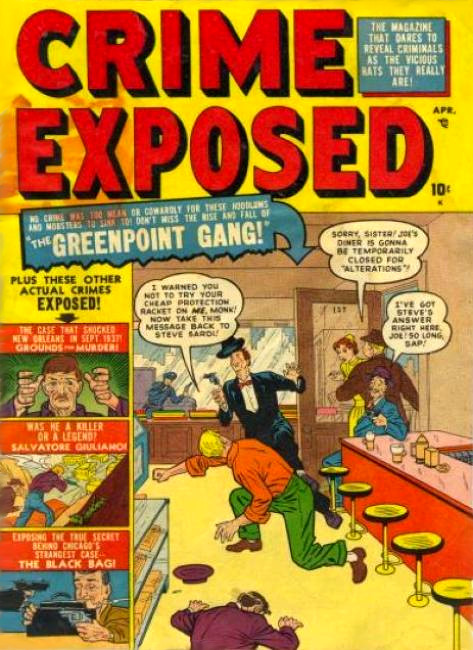 CRIME
EXPOSED
THE MAGAZINE
THAT DARES TO
REVEAL CRIMINALS
AS THE VICIOUS
RATS THEY REALLY
ARE!
APR.
10¢
K
NO CRIME WAS TOO MEAN OR COWARDLY FOR THESE HOODLUMS
AND MOBSTERS TO SINK TO! DON'T MISS THE RISE AND FALL OF
"THE GREENPOINT GANG!"
PLUS THESE OTHER
ACTUAL CRIMES
EXPOSED!
THE CASE THAT SHOCKED
NEW ORLEANS IN SEPT. 1937!
GROUNDS FOR MURDER!
WAS HE A KILLER
OR A LEGEND?
SALVATORE GIULIANO!
EXPOSING THE TRUE SECRET
BEHIND CHICAGO'S
STRANGEST CASE--
THE BLACK BAG!
I WARNED YOU
NOT TO TRY YOUR
CHEAP PROTECTION
RACKET ON ME, MONK!
NOW TAKE THIS
MESSAGE BACK TO
STEVE SARDI!
SORRY, SISTER! JOE'S
DINER IS GONNA
BE TEMPORARILY
CLOSED FOR
"ALTERATIONS"!
I'VE GOT
STEVE'S
ANSWER
RIGHT HERE,
JOE! SO LONG,
SAP!